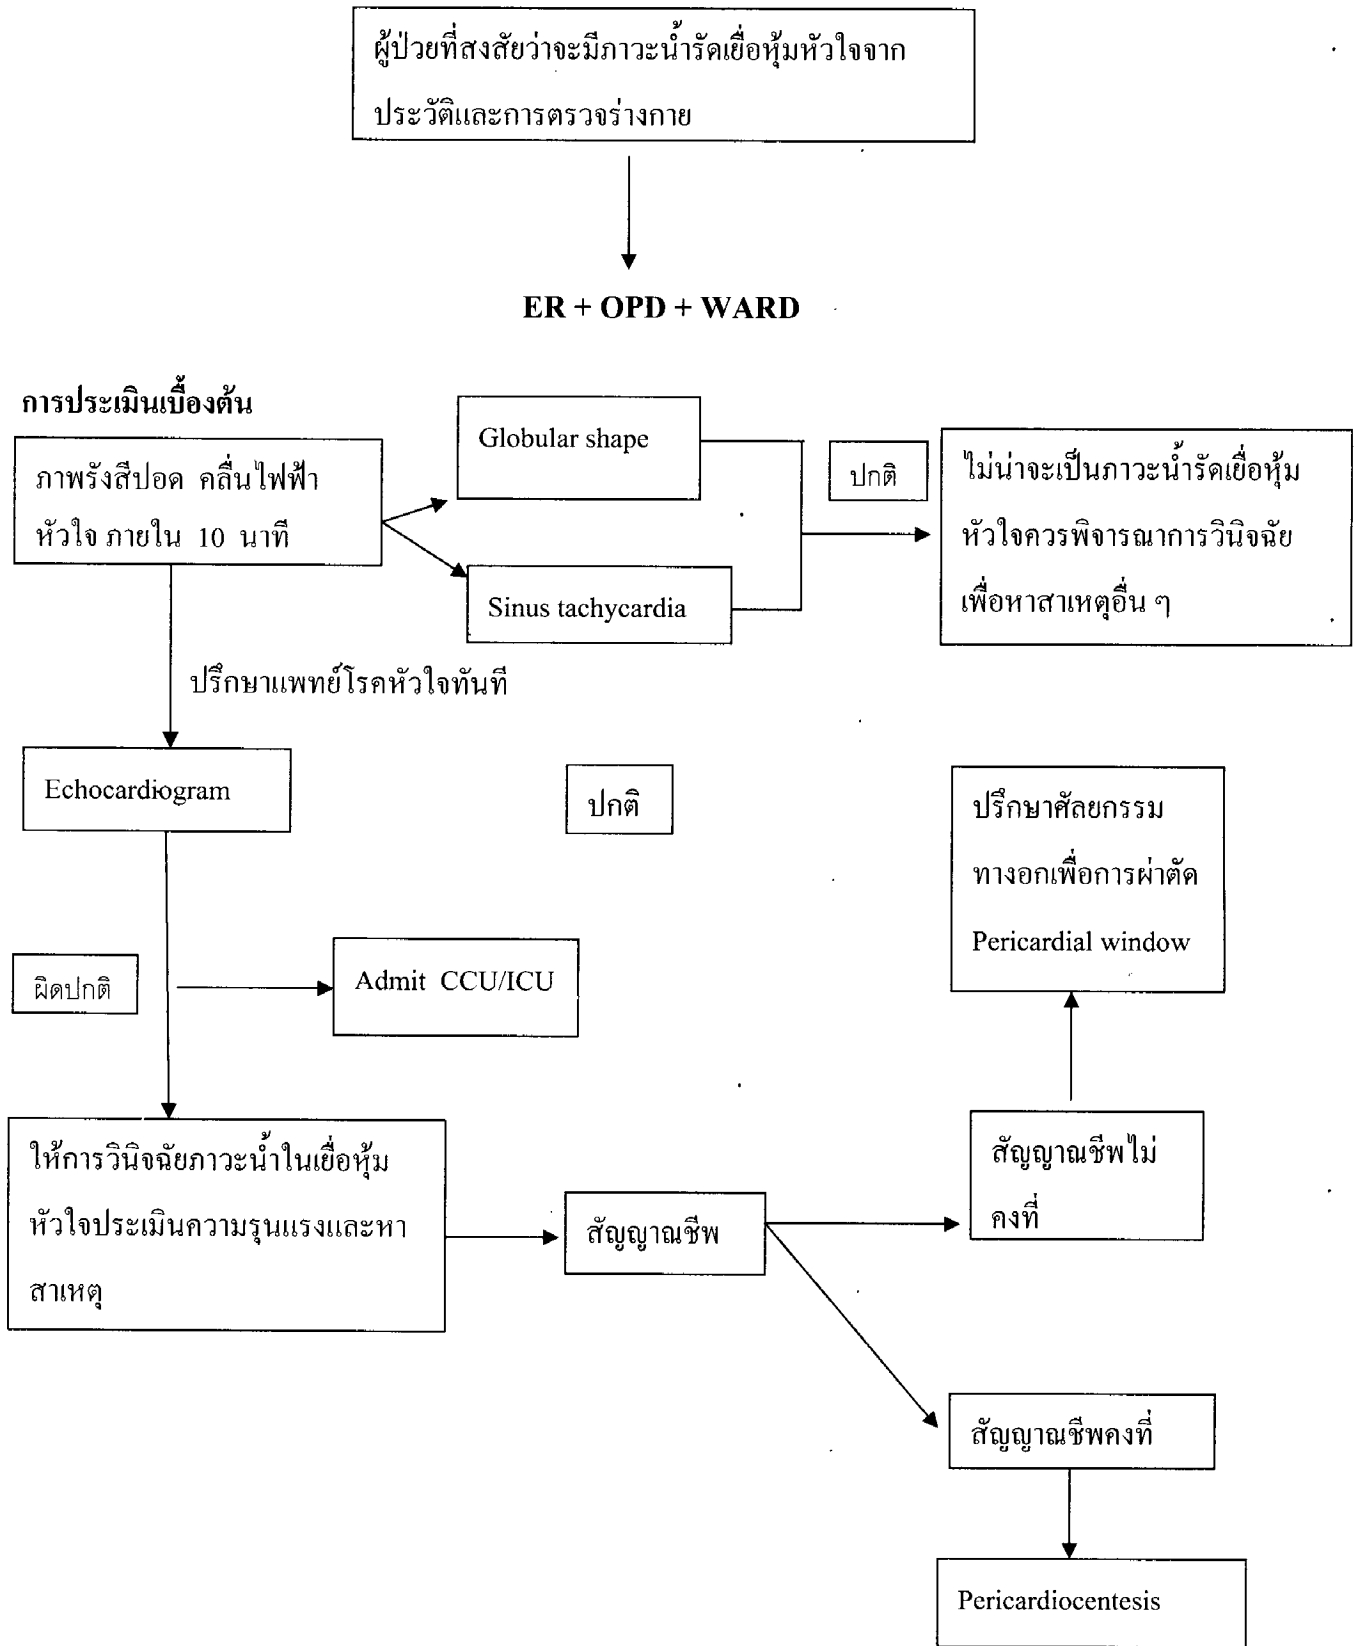 ผู้ป่วยที่สงสัยว่าจะมีภาวะน้ำรัดเยื่อหุ้มหัวใจจาก
ประวัติและการตรวจร่างกาย
ER + OPD + WARD
การประเมินเบื้องต้น
ภาพรังสีปอด คลื่นไฟฟ้า
หัวใจ ภายใน 10 นาที
Globular shape
Sinus tachycardia
ปกติ
ไม่น่าจะเป็นภาวะน้ำรัดเยื่อหุ้ม
หัวใจควรพิจารณาการวินิจฉัย
เพื่อหาสาเหตุอื่น ๆ
ปรึกษาแพทย์โรคหัวใจทันที
Echocardiogram
ปกติ
ปรึกษาศัลยกรรม
ทางอกเพื่อการผ่าตัด
Pericardial window
ผิดปกติ
Admit CCU/ICU
ให้การวินิจฉัยภาวะน้ำในเยื่อหุ้ม
หัวใจประเมินความรุนแรงและหา
สาเหตุ
สัญญาณชีพ
สัญญาณชีพไม่
คงที่
สัญญาณชีพคงที่
Pericardiocentesis